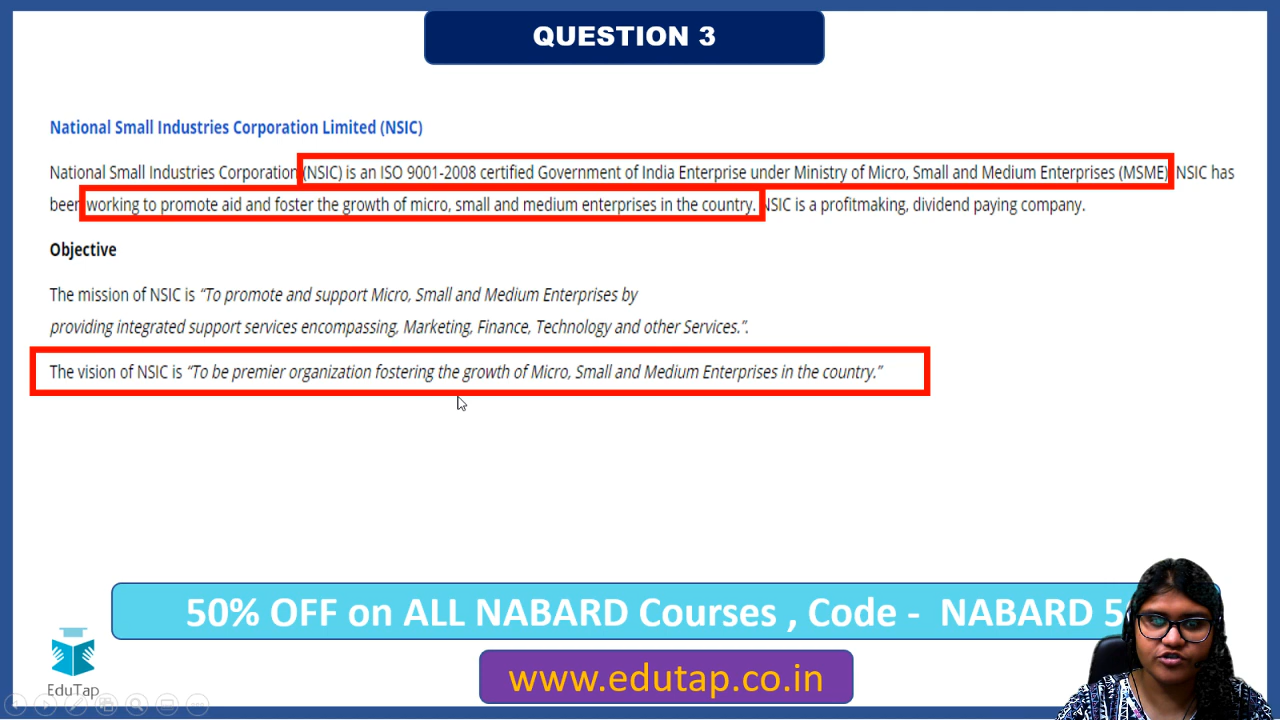 QUESTION 3
National Small Industries Corporation Limited (NSIC)
National Small Industries Corporation (NSIC) is an ISO 9001-2008 certified Government of India Enterprise under Ministry of Micro, Small and Medium Enterprises (MSME) NSIC has
been working to promote aid and foster the growth of micro, small and medium enterprises in the country. NSIC is a profitmaking, dividend paying company.
Objective
The mission of NSIC is “To promote and support Micro, Small and Medium Enterprises by
providing integrated support services encompassing, Marketing, Finance, Technology and other Services.”.
The vision of NSIC is “To be premier organization fostering the growth of Micro, Small and Medium Enterprises in the country.”
50% OFF on ALL NABARD Courses , Code - NABARD
www.edutap.co.in
EduTap